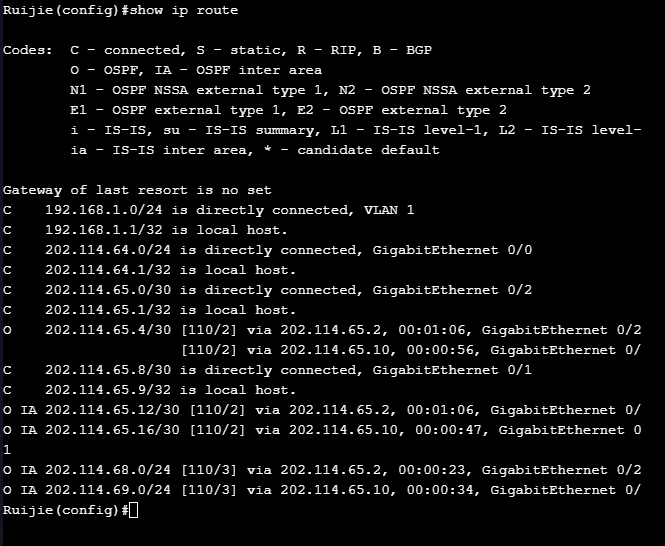 Ruijie(config)#show ip route
Codes:  C - connected, S - static, R - RIP, B - BGP
        O - OSPF, IA - OSPF inter area
        N1 - OSPF NSSA external type 1, N2 - OSPF NSSA external type 2
        E1 - OSPF external type 1, E2 - OSPF external type 2
        i - IS-IS, su - IS-IS summary, L1 - IS-IS level-1, L2 - IS-IS level-
        ia - IS-IS inter area, * - candidate default
Gateway of last resort is no set
C    192.168.1.0/24 is directly connected, VLAN 1
C    192.168.1.1/32 is local host.
C    202.114.64.0/24 is directly connected, GigabitEthernet 0/0
C    202.114.64.1/32 is local host.
C    202.114.65.0/30 is directly connected, GigabitEthernet 0/2
C    202.114.65.1/32 is local host.
O    202.114.65.4/30 [110/2] via 202.114.65.2, 00:01:06, GigabitEthernet 0/2
                     [110/2] via 202.114.65.10, 00:00:56, GigabitEthernet 0/
C    202.114.65.8/30 is directly connected, GigabitEthernet 0/1
C    202.114.65.9/32 is local host.
O IA 202.114.65.12/30 [110/2] via 202.114.65.2, 00:01:06, GigabitEthernet 0/
O IA 202.114.65.16/30 [110/2] via 202.114.65.10, 00:00:47, GigabitEthernet 0
1
O IA 202.114.68.0/24 [110/3] via 202.114.65.2, 00:00:23, GigabitEthernet 0/2
O IA 202.114.69.0/24 [110/3] via 202.114.65.10, 00:00:34, GigabitEthernet 0/
Ruijie(config)#